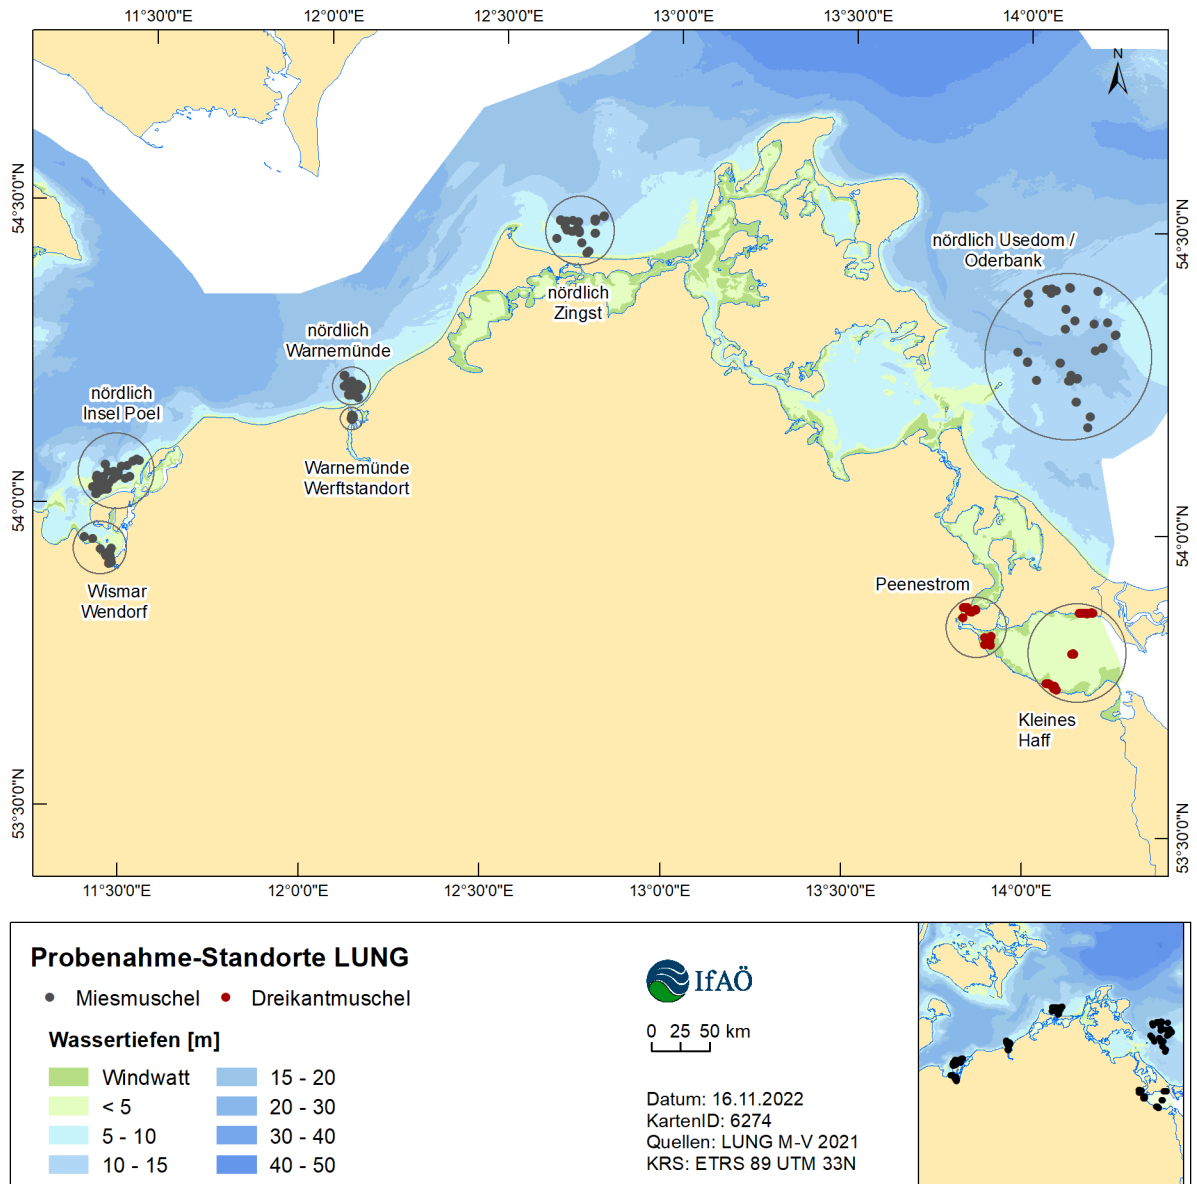 11°30'0"E 12°0'0"E 12°30'0"E 13°0'0"E 13°30'0"E 14°0'0"E
N
54°30'0"N
54°30'0"N
nördlich Usedom /
Oderbank
nördlich
Zingst
nördlich
Warnemünde
nördlich
Insel Poel
Warnemünde
Werftstandort
54°0'0"N
54°0'0"N
Wismar
Wendorf
Peenestrom
Kleines
Haff
53°30'0"N
53°30'0"N
11°30'0"E 12°0'0"E 12°30'0"E 13°0'0"E 13°30'0"E 14°0'0"E
Probenahme-Standorte LUNG
Miesmuschel Dreikantmuschel
Wassertiefen [m]
Windwatt 15 - 20
< 5 20 - 30
5 - 10 30 - 40
10 - 15 40 - 50
IfAÖ
0 25 50 km
Datum: 16.11.2022
KartenID: 6274
Quellen: LUNG M-V 2021
KRS: ETRS 89 UTM 33N